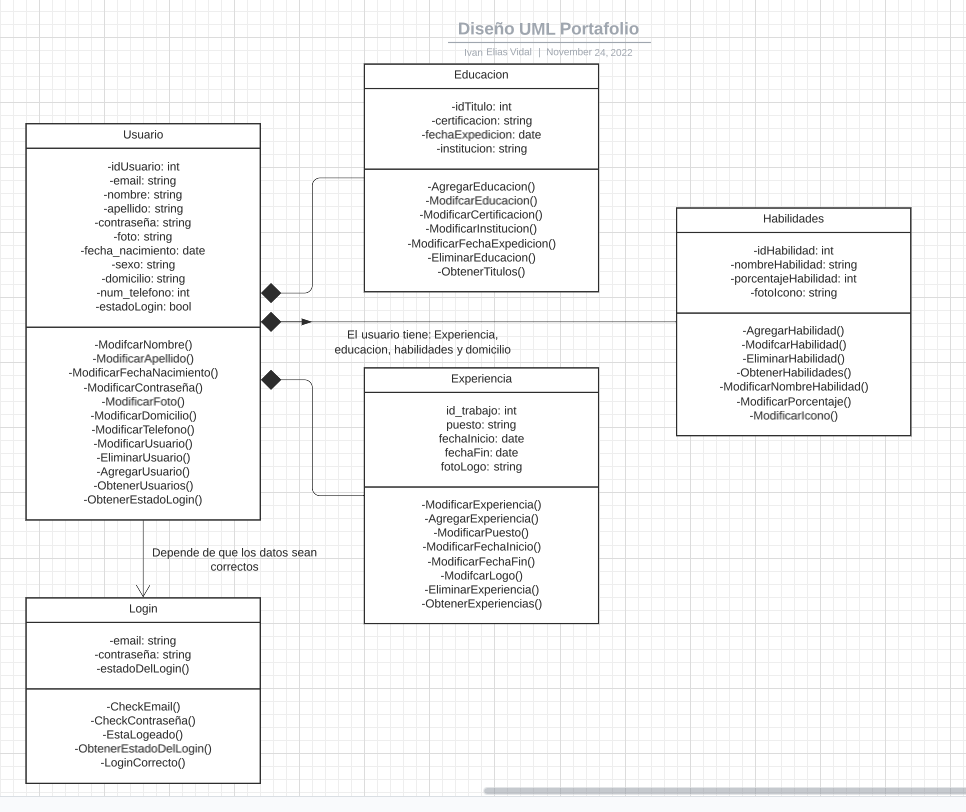 Diseño UML Portafolio
Ivan Elias Vidal | November 24, 2022
Educacion
-idTitulo: int
-certificacion: string
-fechaExpedicion: date
-institucion: string
-AgregarEducacion()
-ModifcarEducacion()
-ModificarCertificacion()
-ModificarInstitucion()
-ModificarFechaExpedicion()
-EliminarEducacion()
-ObtenerTitulos()
Usuario
-idUsuario: int
-email: string
-nombre: string
-apellido: string
-contraseña: string
-foto: string
-fecha_nacimiento: date
-sexo: string
-domicilio: string
-num_telefono: int
-estadoLogin: bool
-ModifcarNombre()
-ModificarApellido()
-ModificarFechaNacimiento()
-ModificarContraseña()
-ModificarFoto()
-ModificarDomicilio()
-ModificarTelefono()
-ModificarUsuario()
-EliminarUsuario()
-AgregarUsuario()
-ObtenerUsuarios()
-ObtenerEstadoLogin()
Habilidades
-idHabilidad: int
-nombreHabilidad: string
-porcentajeHabilidad: int
-fotoIcono: string
-AgregarHabilidad()
-ModifcarHabilidad()
-EliminarHabilidad()
-ObtenerHabilidades()
-ModificarNombreHabilidad()
-ModificarPorcentaje()
-ModificarIcono()
El usuario tiene: Experiencia,
educacion, habilidades y domicilio
Experiencia
id_trabajo: int
puesto: string
fechaInicio: date
fechaFin: date
fotoLogo: string
-ModificarExperiencia()
-AgregarExperiencia()
-ModificarPuesto()
-ModificarFechaInicio()
-ModificarFechaFin()
-ModifcarLogo()
-EliminarExperiencia()
-ObtenerExperiencias()
Depende de que los datos sean
correctos
Login
-email: string
-contraseña: string
-estadoDelLogin()
-CheckEmail()
-CheckContraseña()
-EstaLogeado()
-ObtenerEstadoDelLogin()
-LoginCorrecto()